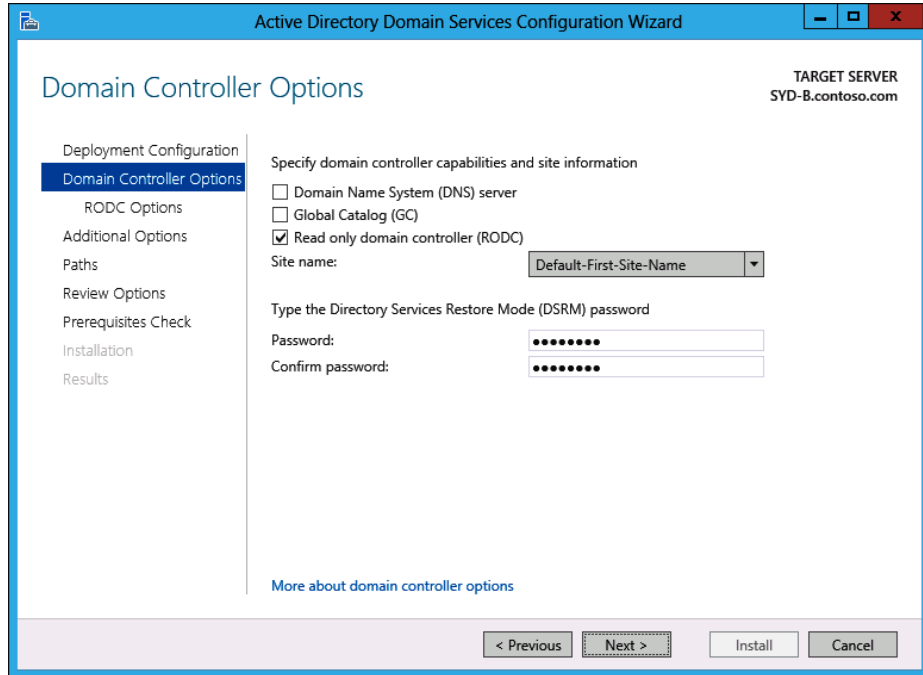 Active Directory Domain Services Configuration Wizard
Domain Controller Options
TARGET SERVER
SYD-B.contoso.com
Deployment Configuration
Domain Controller Options
RODC Options
Additional Options
Paths
Review Options
Prerequisites Check
Installation
Results
Specify domain controller capabilities and site information
Domain Name System (DNS) server
Global Catalog (GC)
Read only domain controller (RODC)
Site name: Default-First-Site-Name
Type the Directory Services Restore Mode (DSRM) password
Password: ●●●●●●●●
Confirm password: ●●●●●●●●
More about domain controller options
< Previous Next > Install Cancel